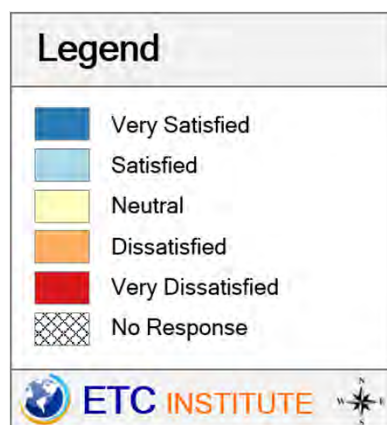 Legend
Very Satisfied
Satisfied
Neutral
Dissatisfied
Very Dissatisfied
No Response
N
W E
S
ETC INSTITUTE